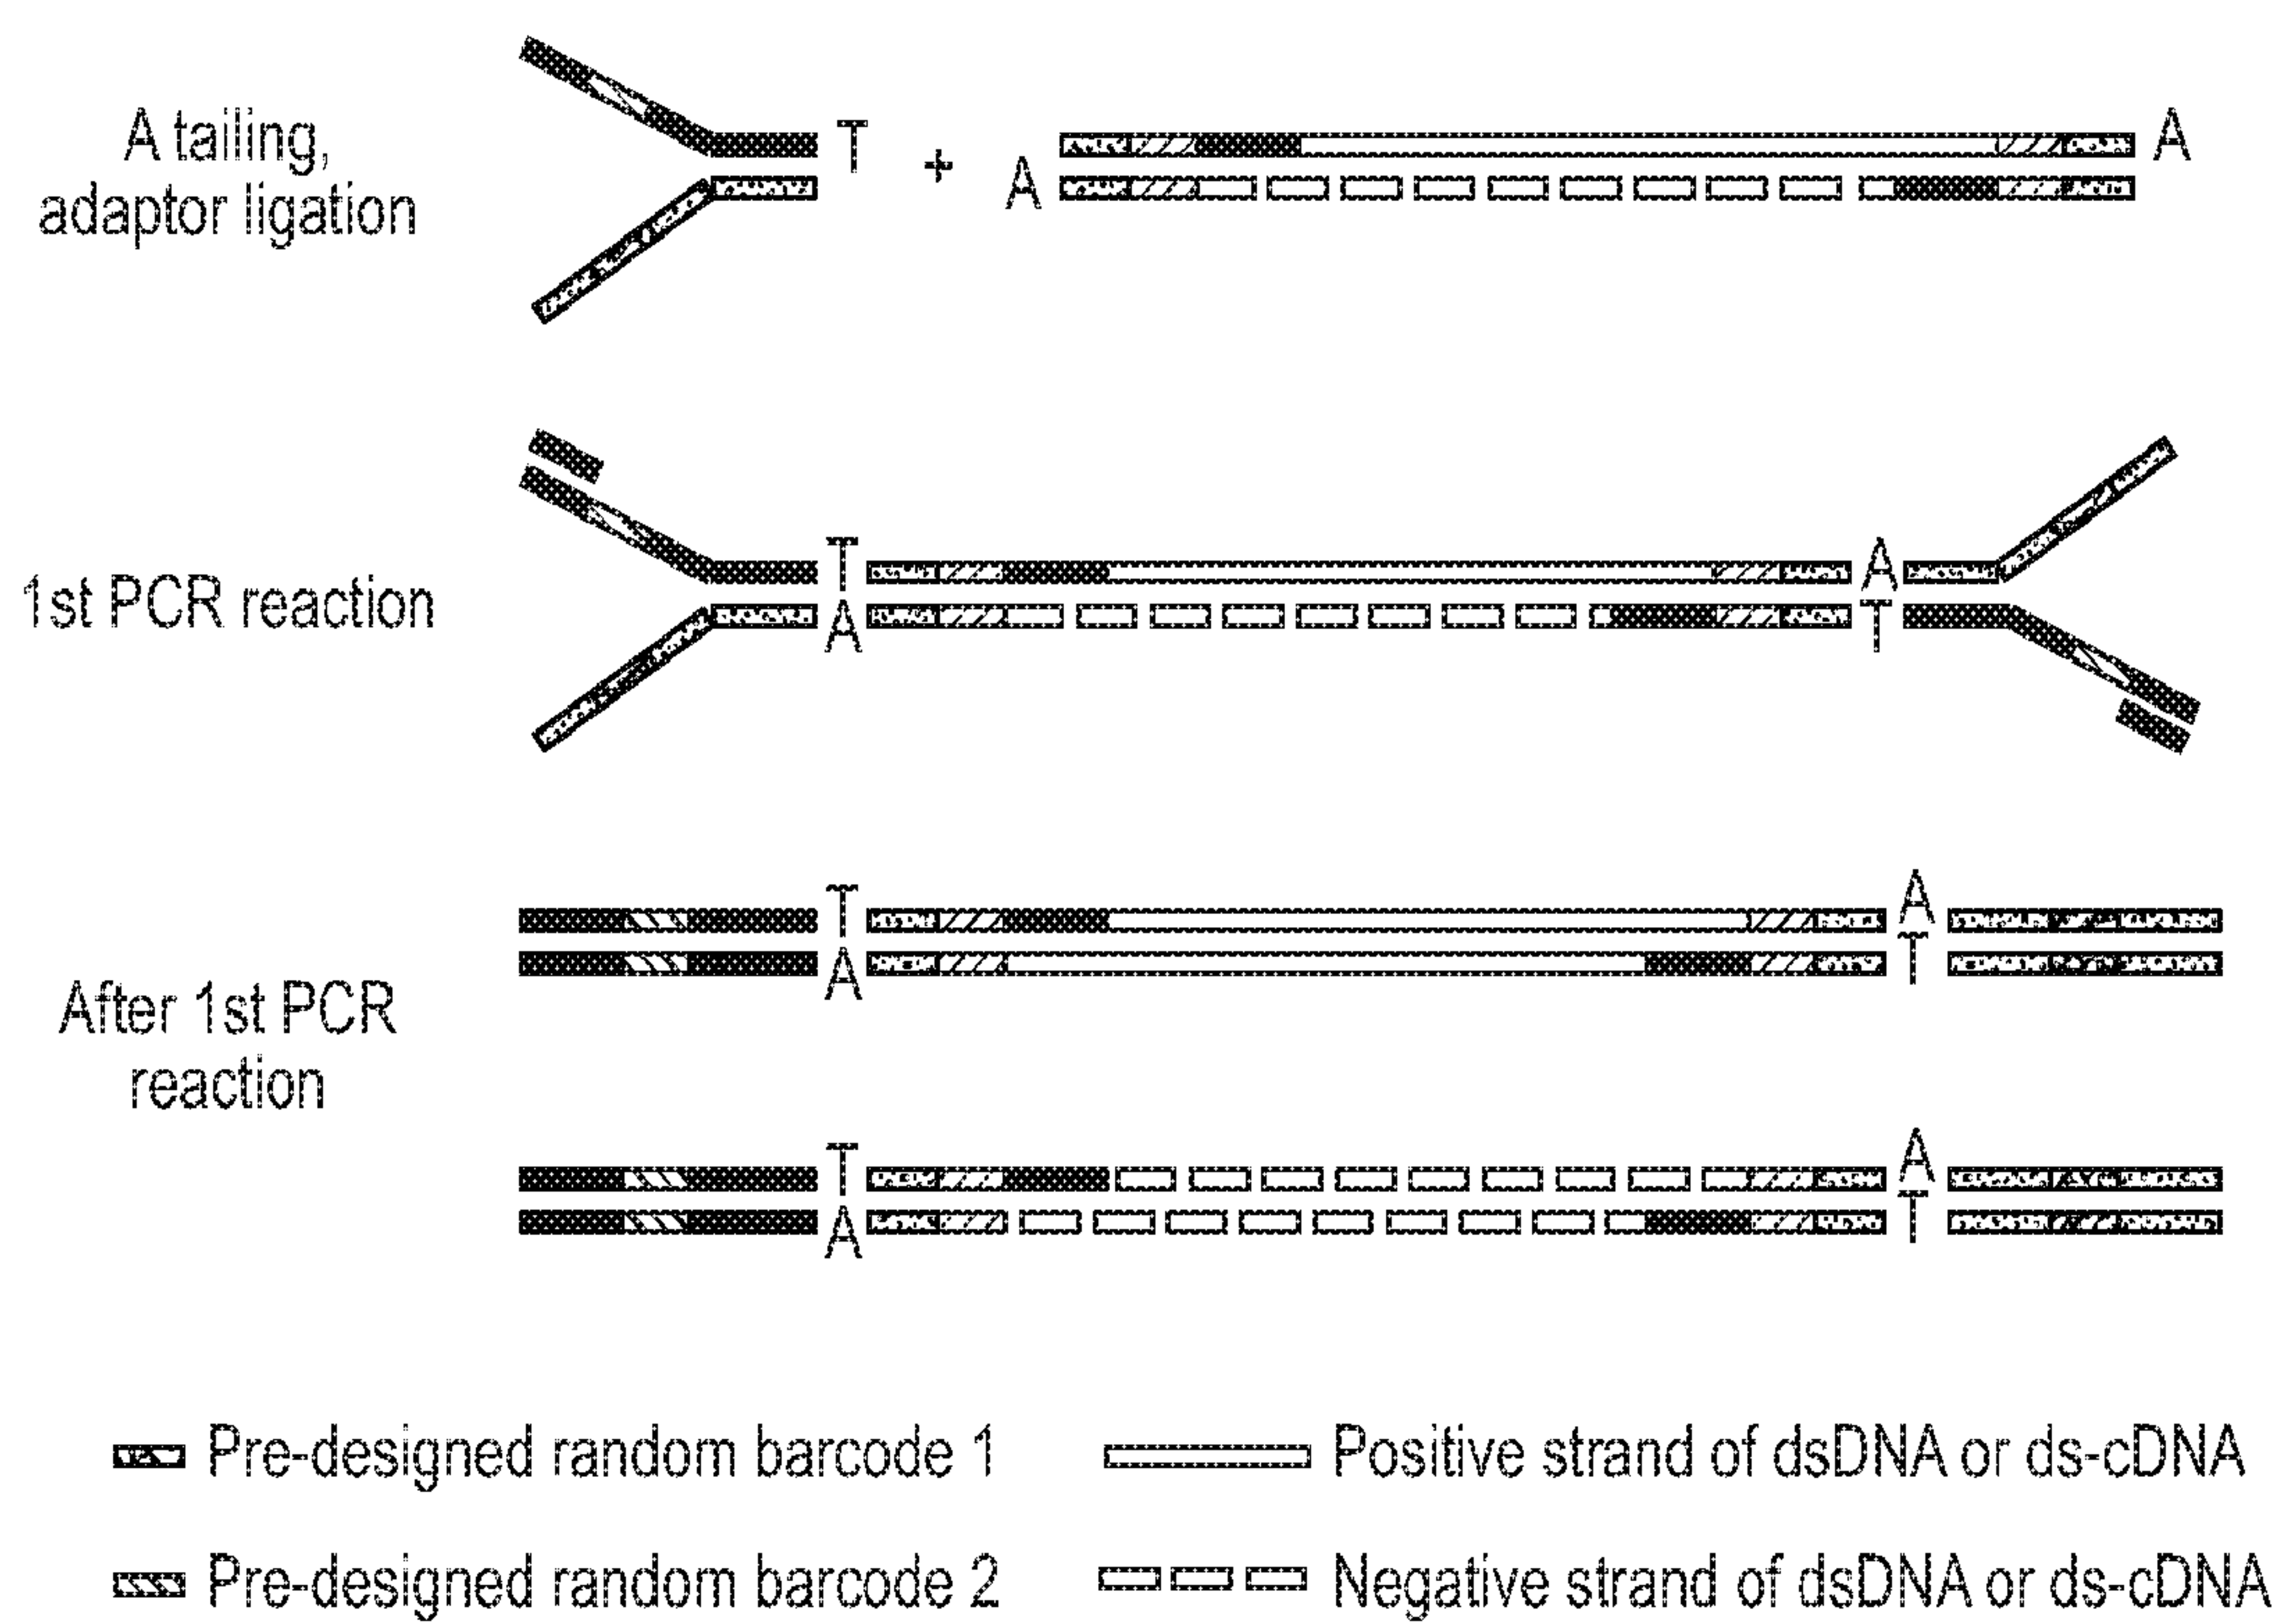 A tailing,
adaptor ligation
T
+
A
A
1st PCR reaction
T
A
A
T
After 1st PCR
reaction
T
A
A
T
T
A
A
T
Pre-designed random barcode 1
Positive strand of dsDNA or ds-cDNA
Pre-designed random barcode 2
Negative strand of dsDNA or ds-cDNA